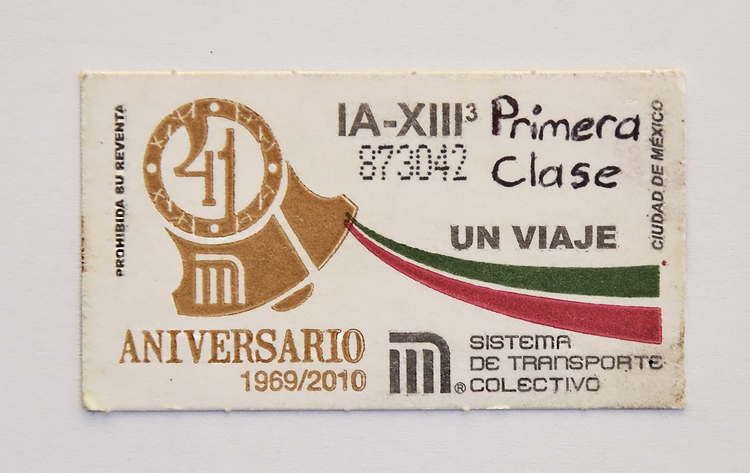 PROHIBIDA SU REVENTA
41
M
ANIVERSARIO
1969/2010
IA-XIII³ Primera
873042 Clase
UN VIAJE
CIUDAD DE MÉXICO
M® SISTEMA
DE TRANSPORTE
COLECTIVO